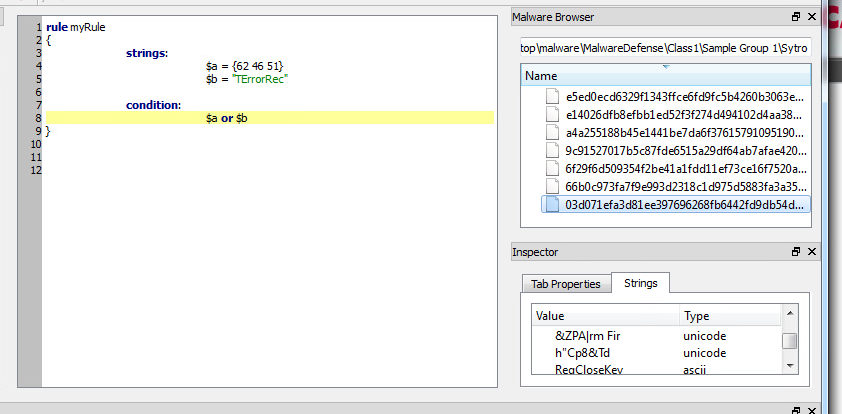 1 rule myRule
2 {
3 strings:
4 $a = {62 46 51}
5 $b = "TErrorRec"
6
7 condition:
8 $a or $b
9 }
10
11
12
Malware Browser
top\malware\MalwareDefense\Class1\Sample Group 1\Sytro
Name
e5ed0ecd6329f1343ffce6fd9fc5b4260b3063e...
e14026dfb8efbb1ed52f3f274d494102d4aa38...
a4a255188b45e1441be7da6f37615791095190...
9c91527017b5c87fde6515a29df64ab7afae420...
6f29f6d509354f2be41a1fdd11ef73ce16f7520a...
66b0c973fa7f9e993d2318c1d975d5883fa3a35...
03d071efa3d81ee397696268fb6442fd9db54d...
Inspector
Tab Properties Strings
Value Type
&ZPA|rm Fir unicode
h"Cp8&Td unicode
RegCloseKey ascii